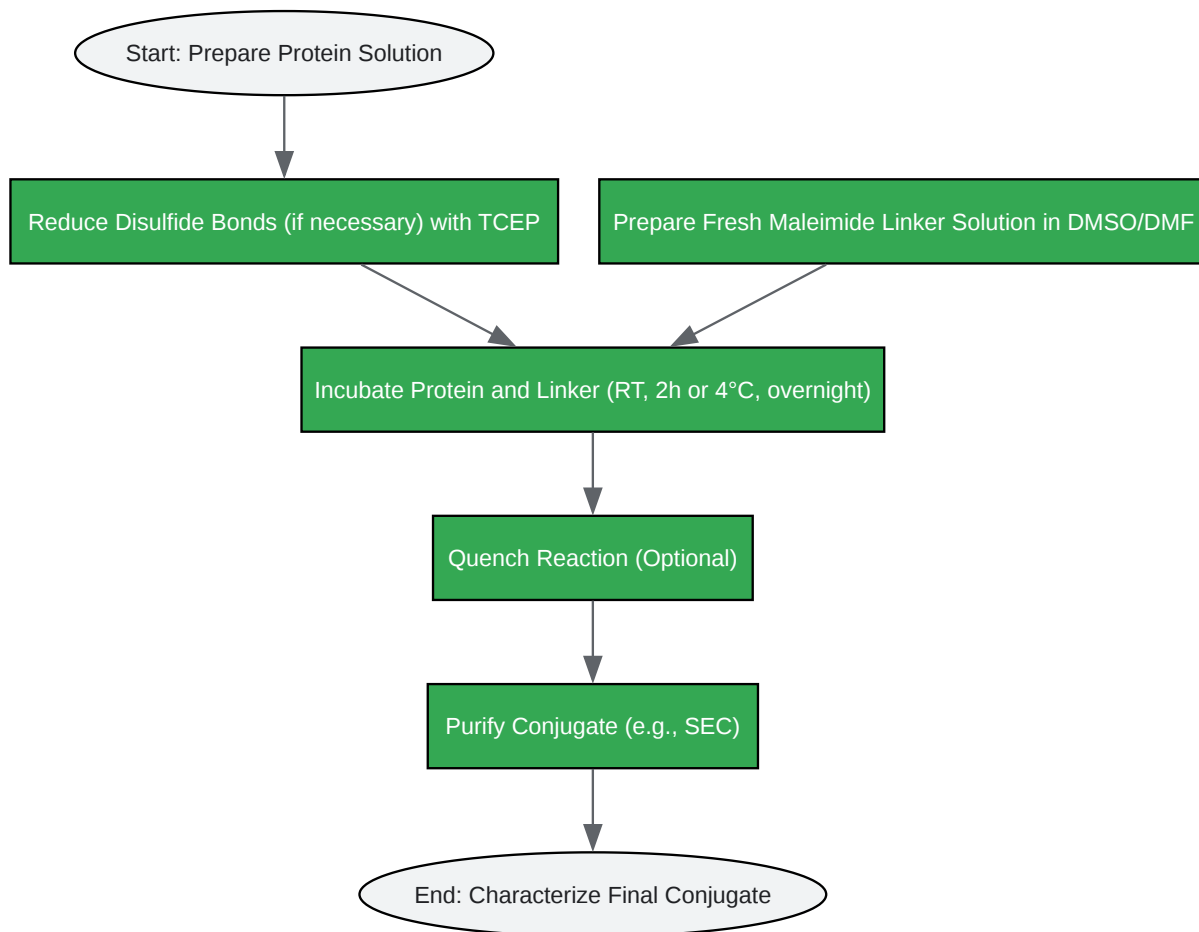 Start: Prepare Protein Solution
Reduce Disulfide Bonds (if necessary) with TCEP
Prepare Fresh Maleimide Linker Solution in DMSO/DMF
Incubate Protein and Linker (RT, 2h or 4°C, overnight)
Quench Reaction (Optional)
Purify Conjugate (e.g., SEC)
End: Characterize Final Conjugate